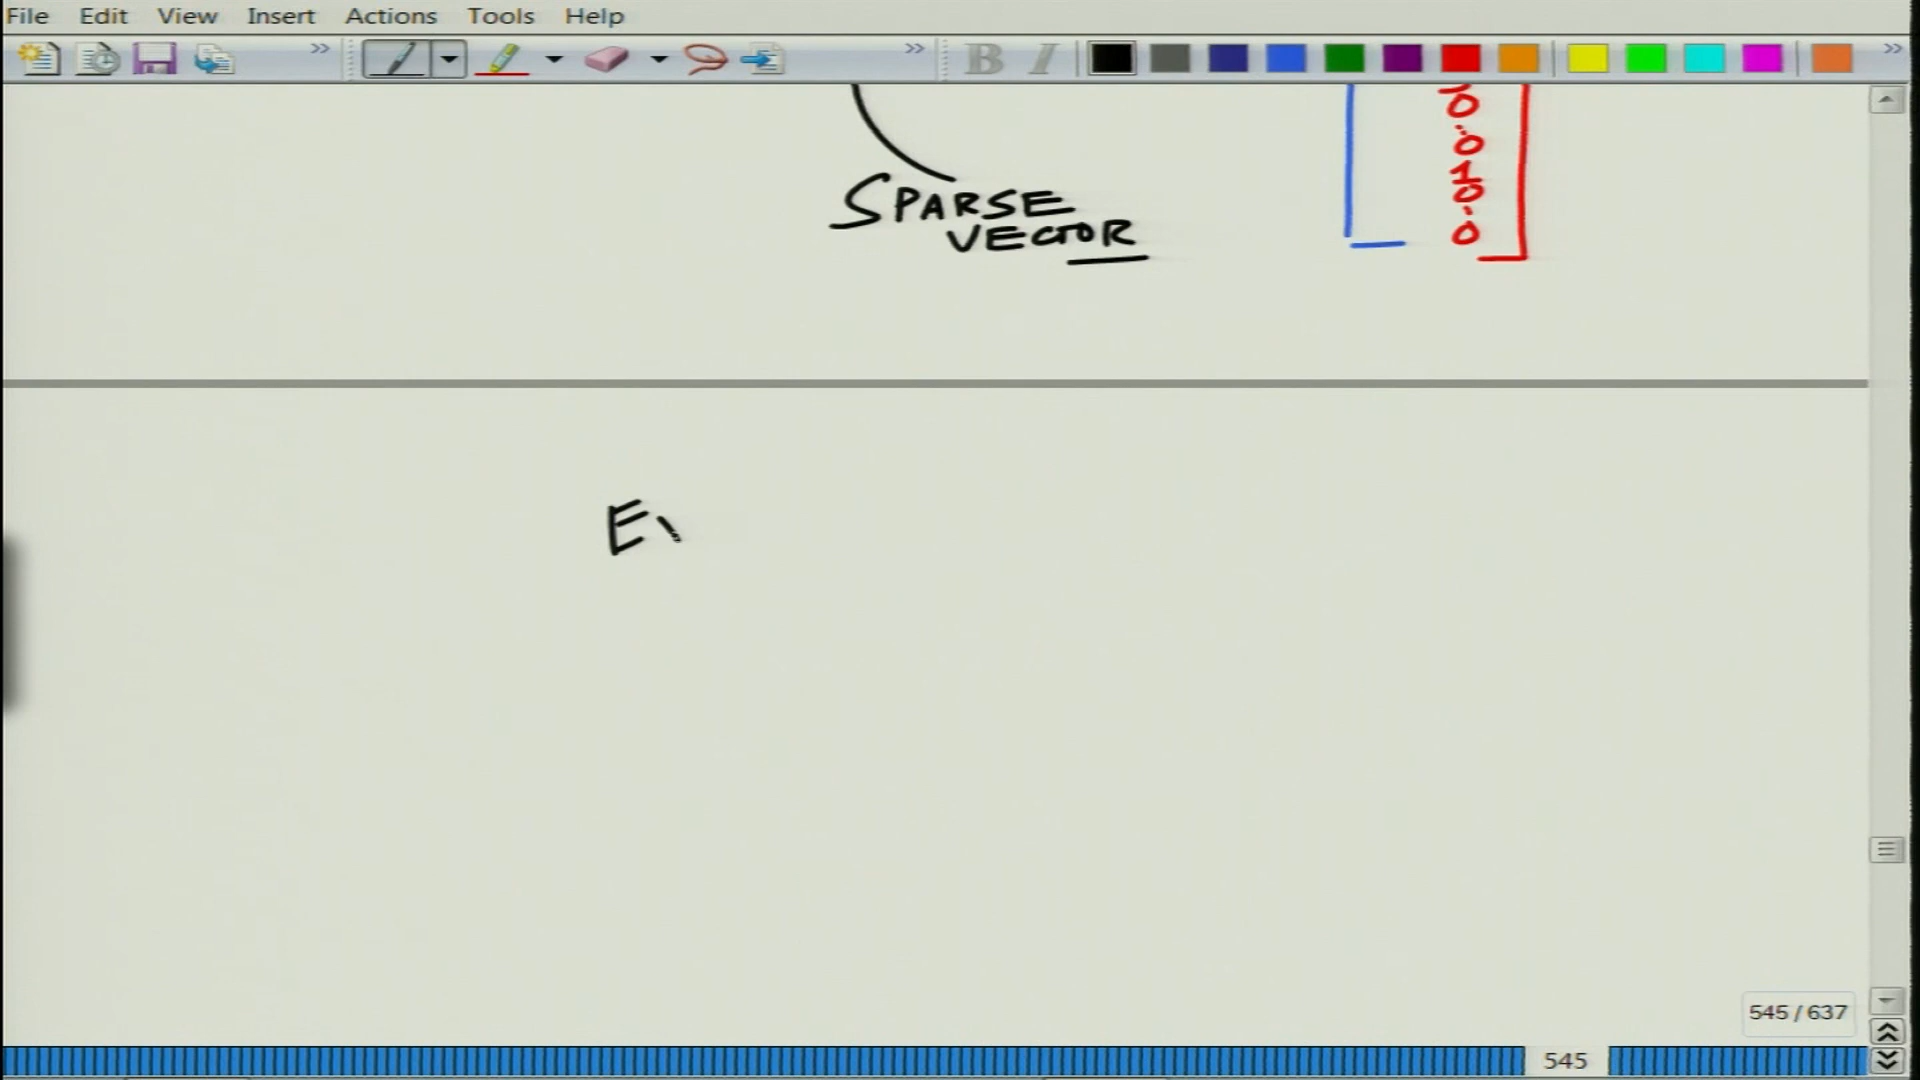 File Edit View Insert Actions Tools Help
B I
0
0
1
0
0
SPARSE
VECTOR
E
545 / 637
545